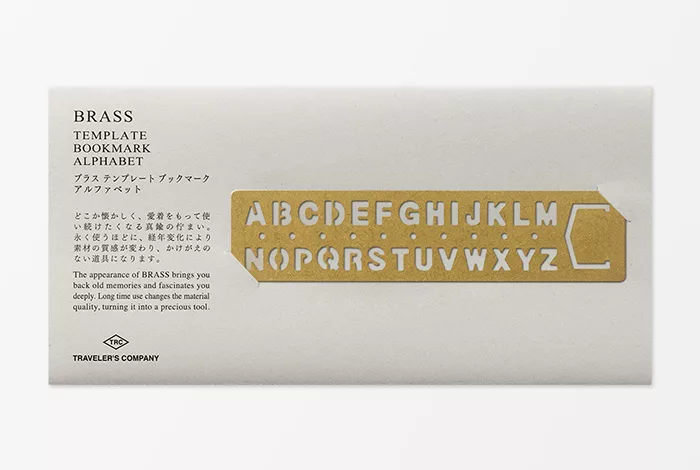 BRASS
TEMPLATE
BOOKMARK
ALPHABET
ブラス テンプレート ブックマーク
アルファベット
どこか懐かしく、愛着をもって使
い続けたくなる真鍮の佇まい。
永く使うほどに、経年変化により
素材の質感が変わり、かけがえの
ない道具になります。
The appearance of BRASS brings you
back old memories and fascinates you
deeply. Long time use changes the material
quality, turning it into a precious tool.
TRC
TRAVELER'S COMPANY
ABCDEFGHIJKLM
NOPQRSTUVWXYZ